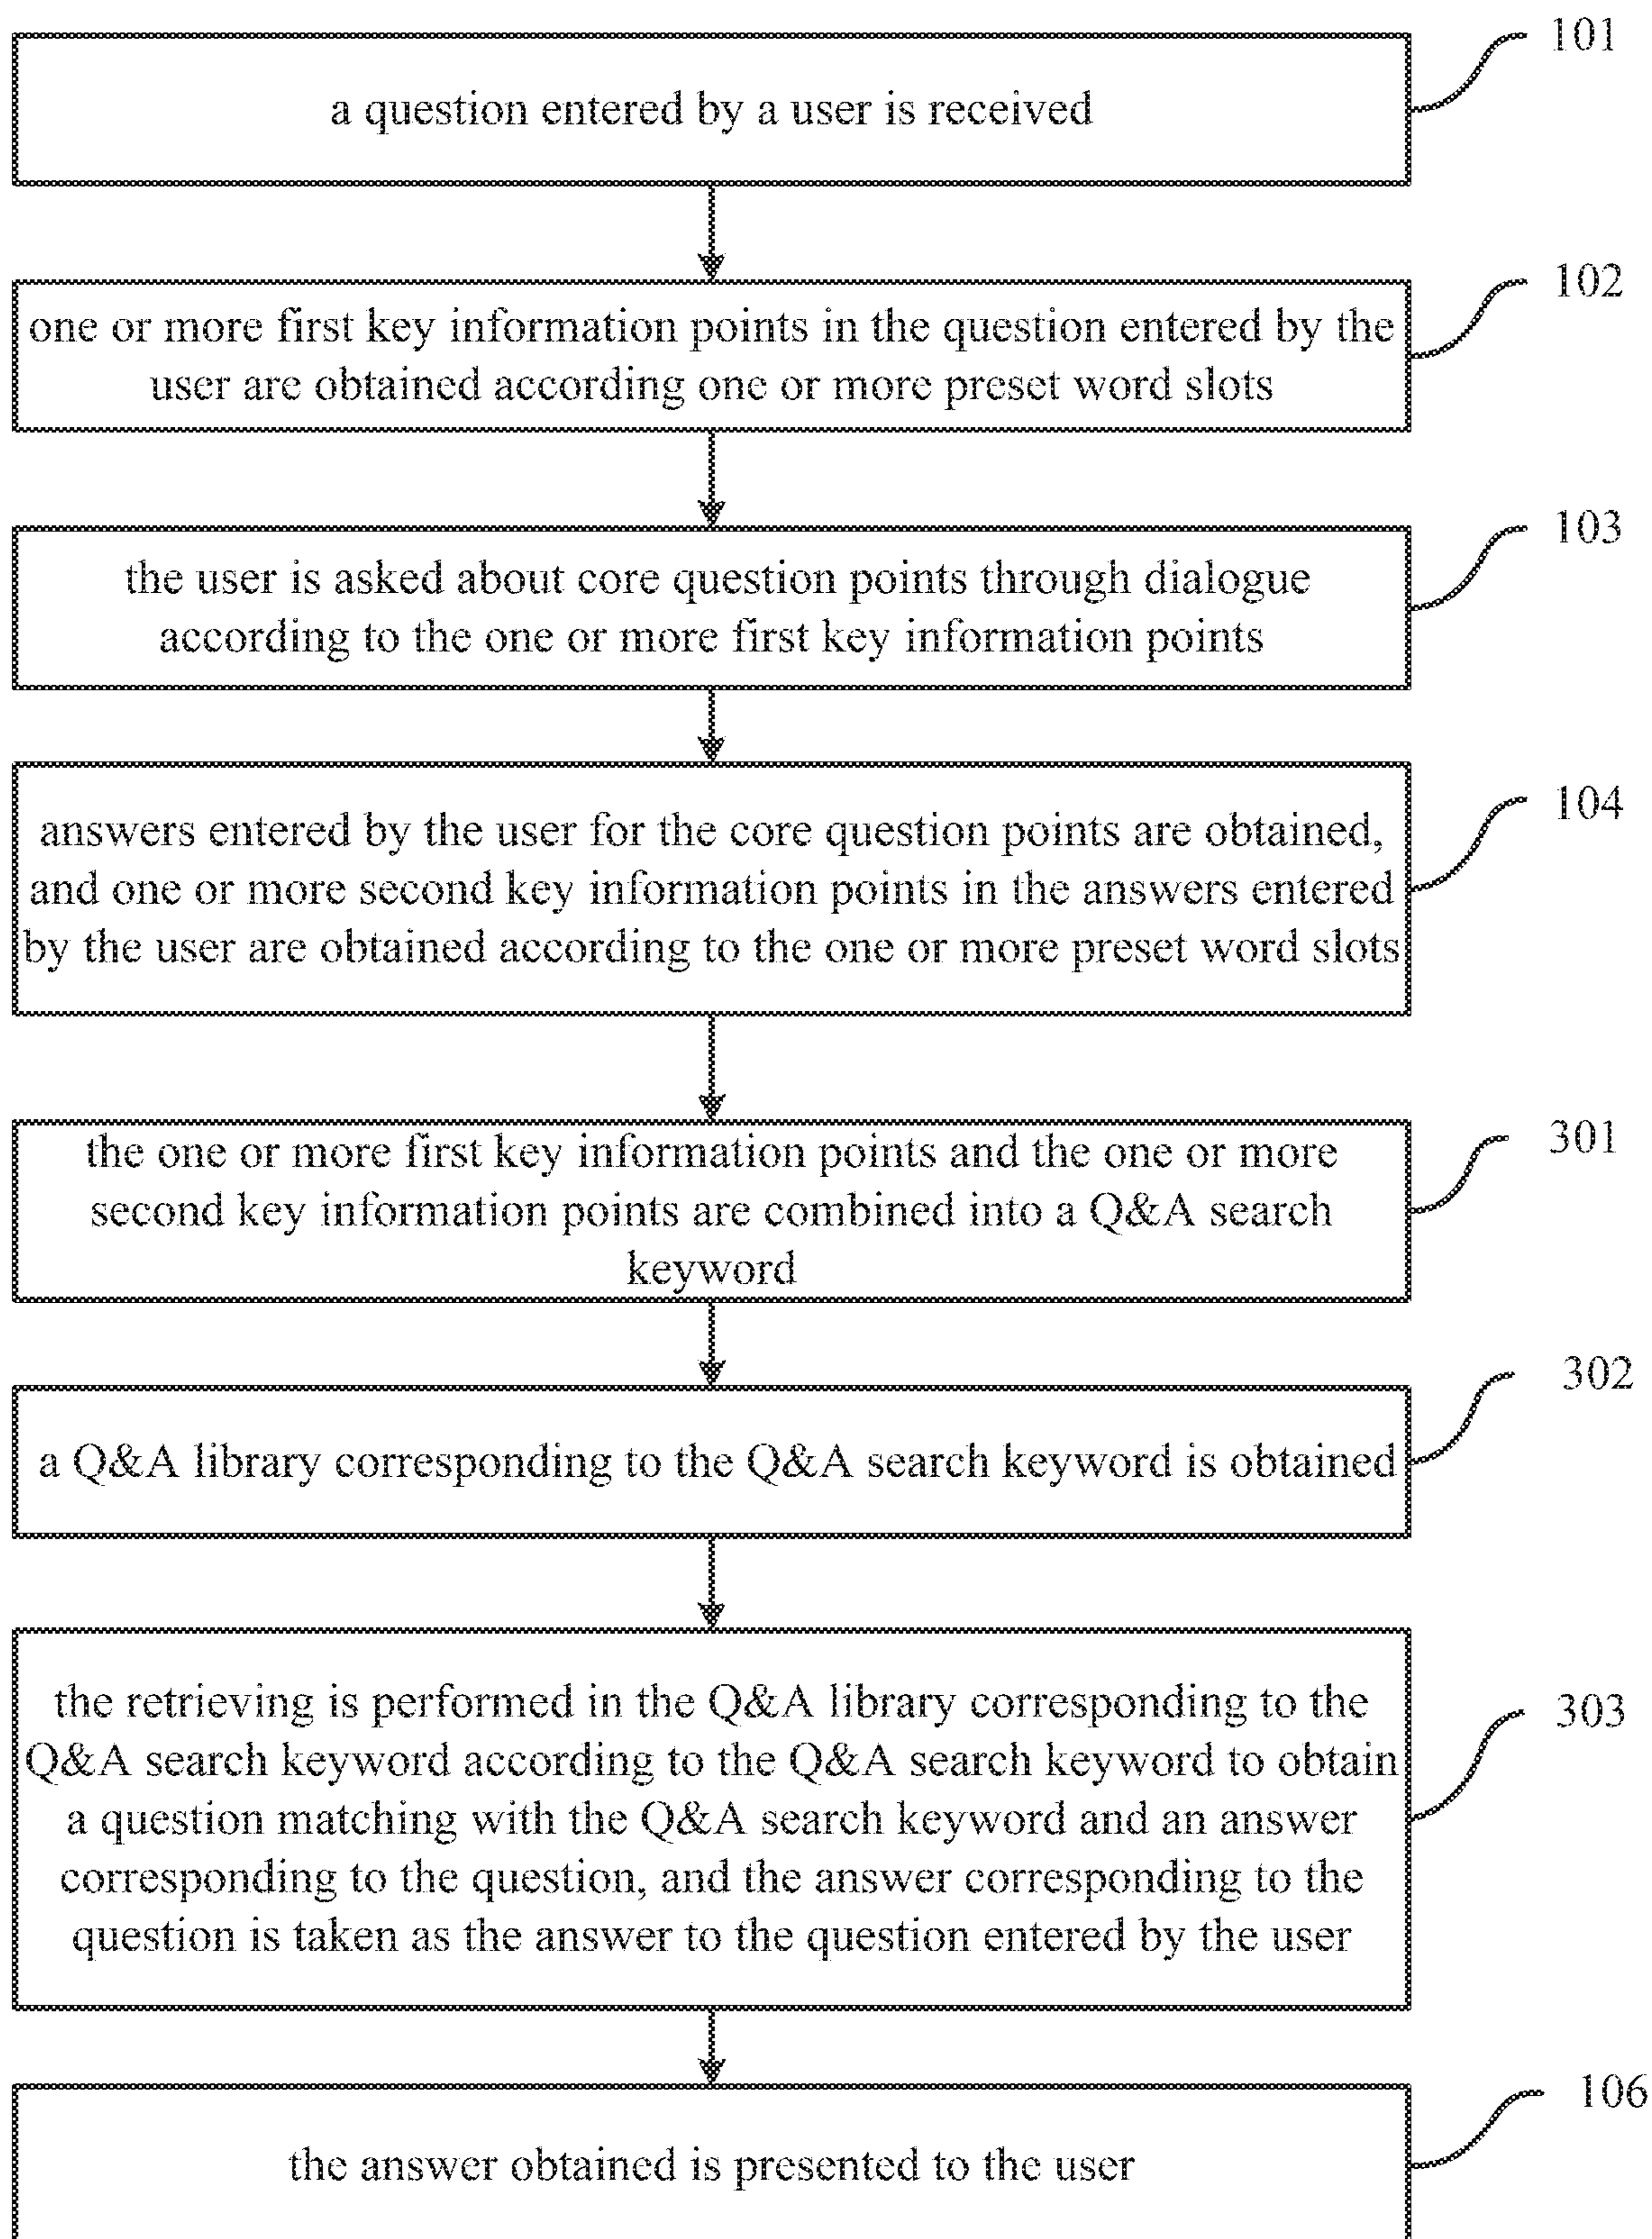 101
a question entered by a user is received
102
one or more first key information points in the question entered by the
user are obtained according one or more preset word slots
103
the user is asked about core question points through dialogue
according to the one or more first key information points
104
answers entered by the user for the core question points are obtained,
and one or more second key information points in the answers entered
by the user are obtained according to the one or more preset word slots
301
the one or more first key information points and the one or more
second key information points are combined into a Q&A search
keyword
302
a Q&A library corresponding to the Q&A search keyword is obtained
303
the retrieving is performed in the Q&A library corresponding to the
Q&A search keyword according to the Q&A search keyword to obtain
a question matching with the Q&A search keyword and an answer
corresponding to the question, and the answer corresponding to the
question is taken as the answer to the question entered by the user
106
the answer obtained is presented to the user